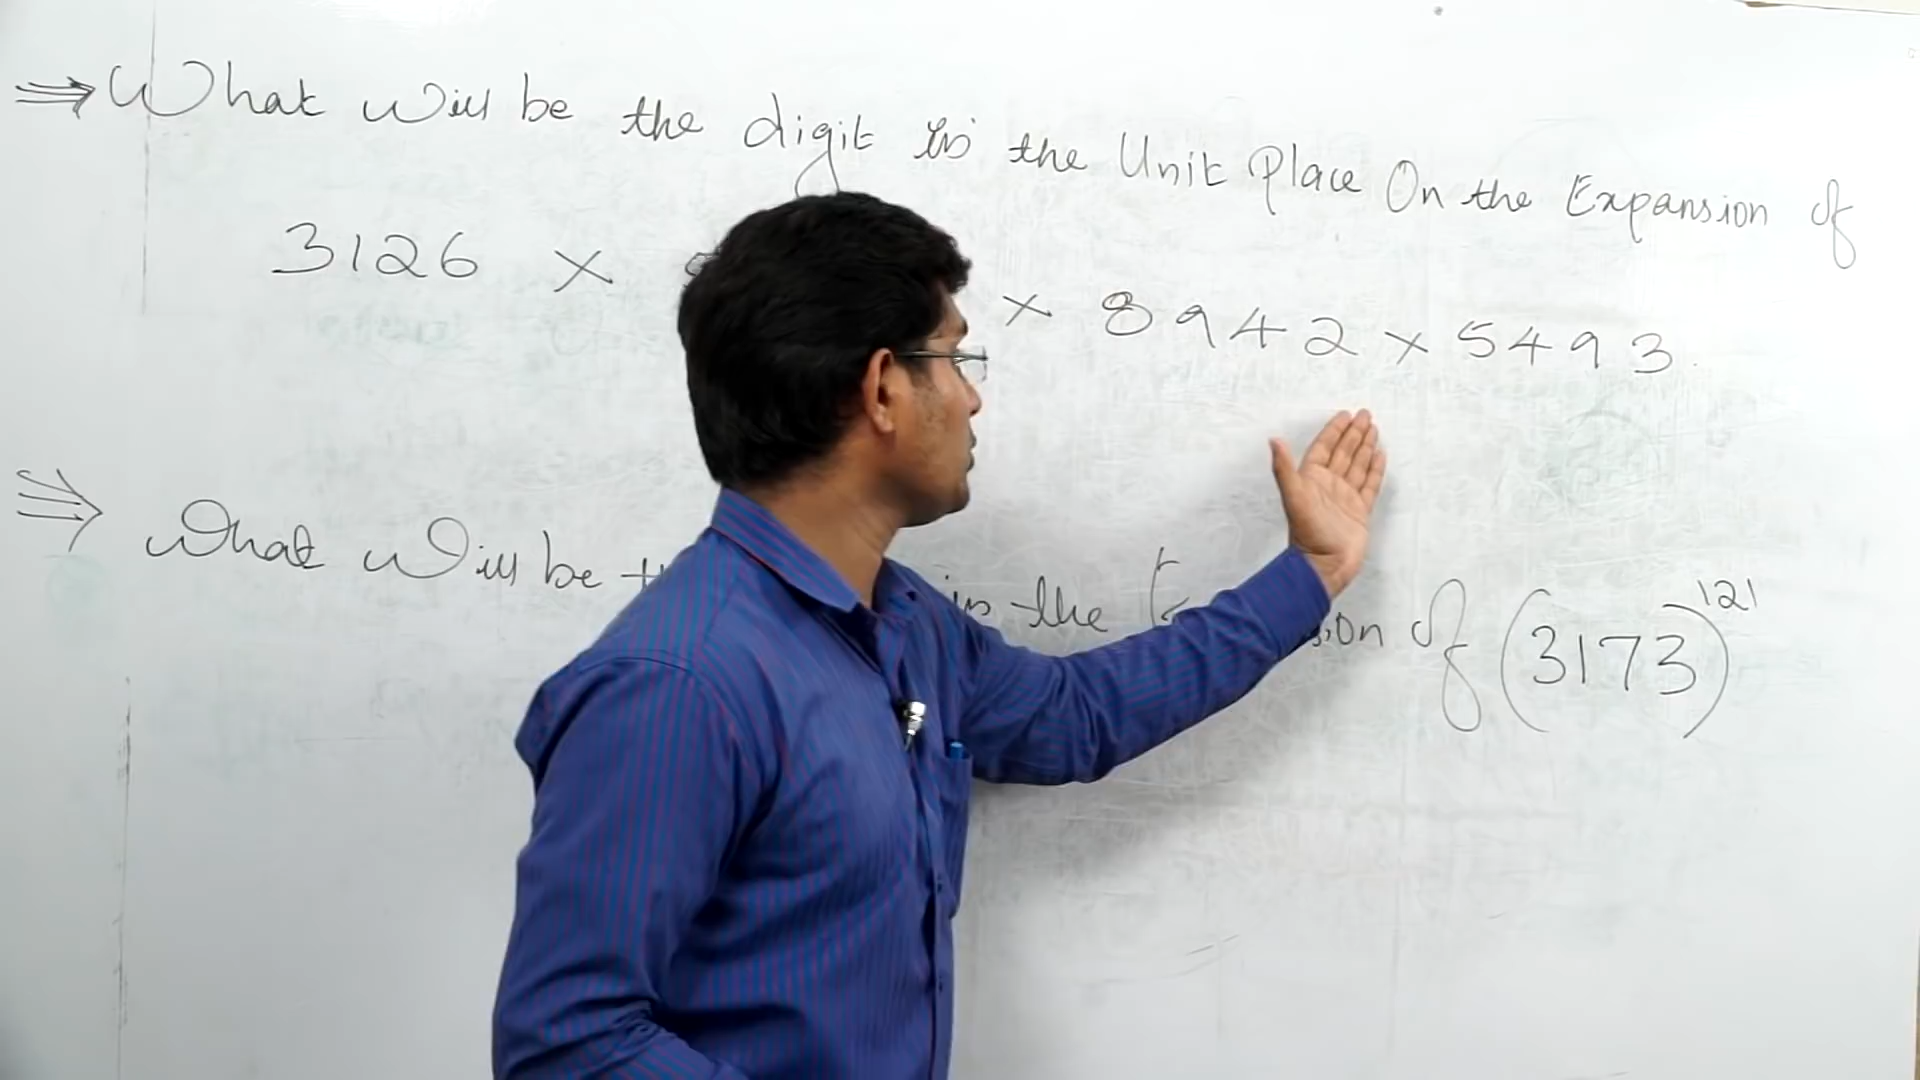 ⇒ What will be the digit in the Unit Place On the Expansion of
3126 × × 8942 × 5493.
⇒ What will be in the sion of (3173)^121